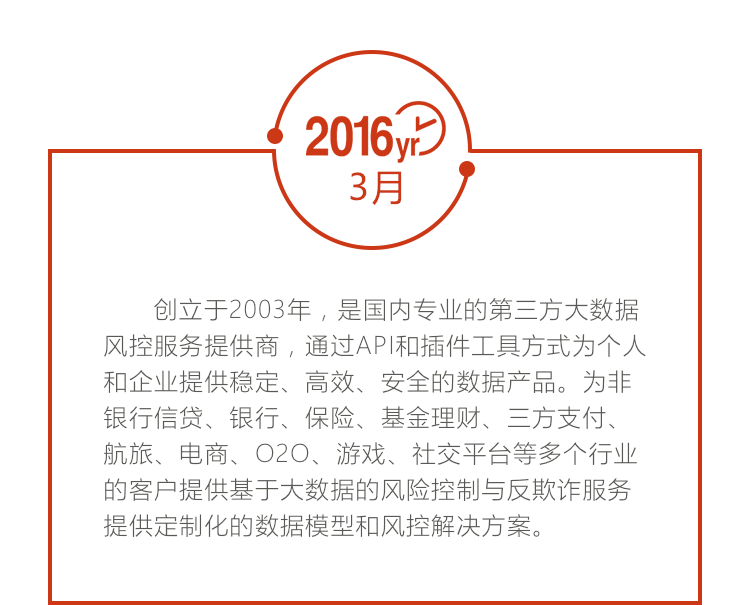 2016yr
3月
创立于2003年，是国内专业的第三方大数据
风控服务提供商，通过API和插件工具方式为个人
和企业提供稳定、高效、安全的数据产品。为非
银行信贷、银行、保险、基金理财、三方支付、
航旅、电商、O2O、游戏、社交平台等多个行业
的客户提供基于大数据的风险控制与反欺诈服务
提供定制化的数据模型和风控解决方案。